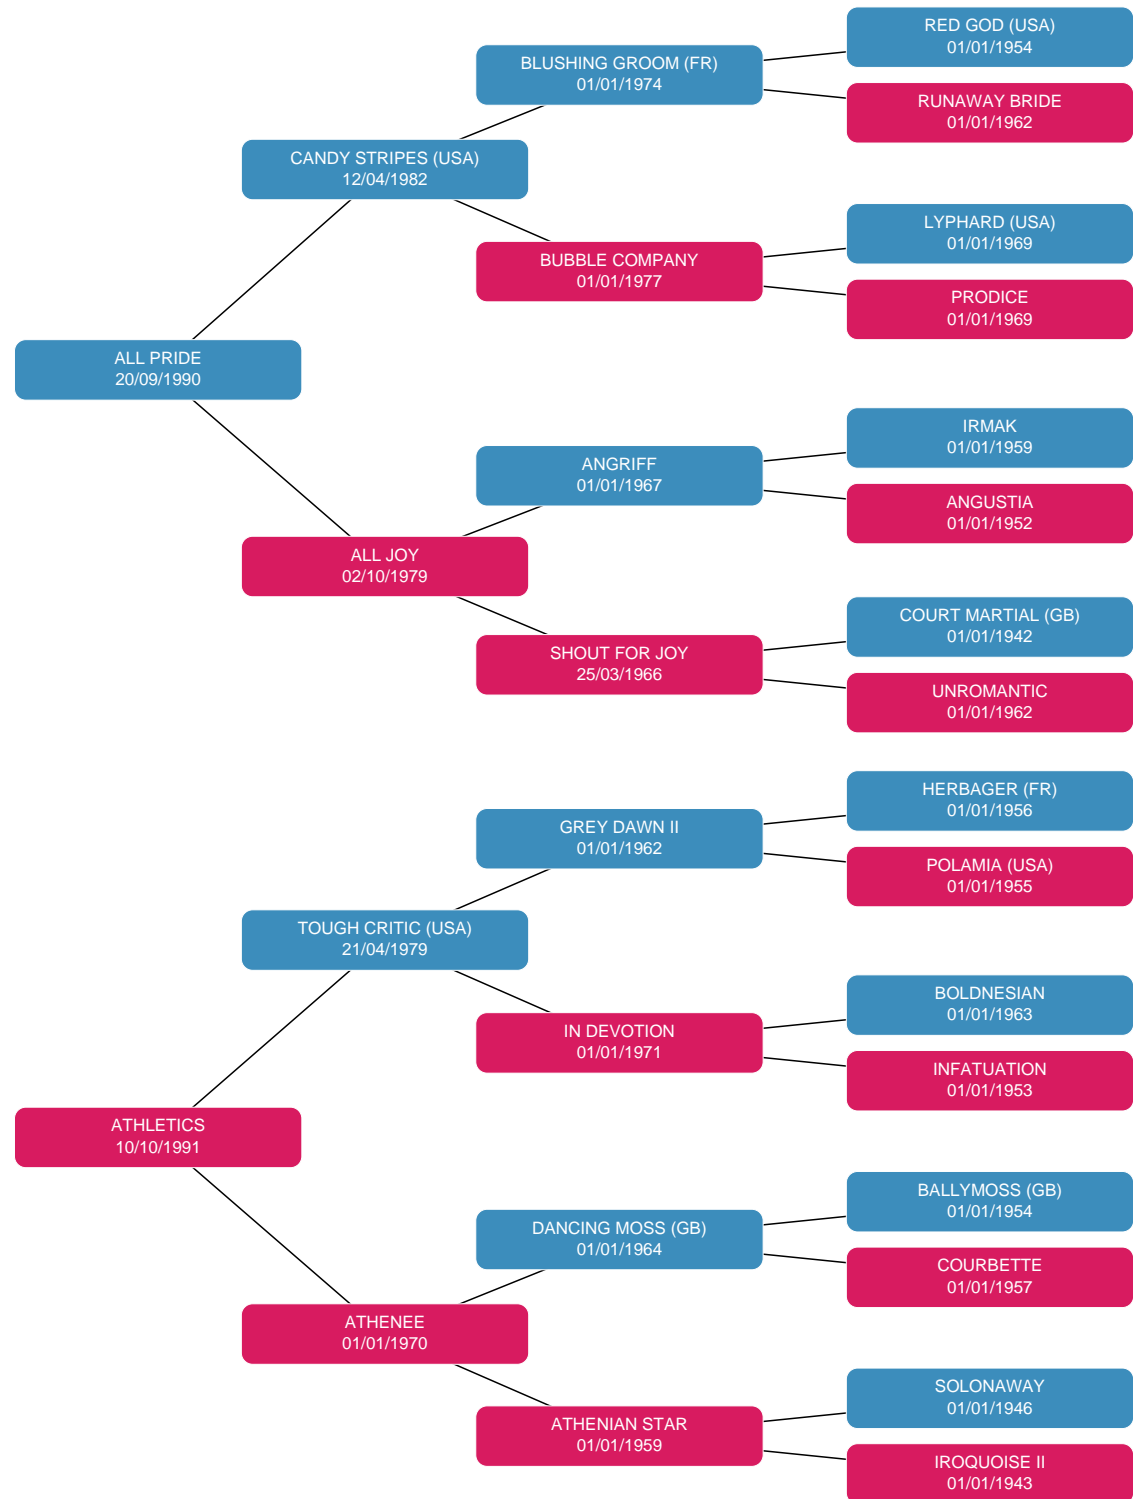 RED GOD (USA)
01/01/1954
BLUSHING GROOM (FR)
01/01/1974
RUNAWAY BRIDE
01/01/1962
CANDY STRIPES (USA)
12/04/1982
LYPHARD (USA)
01/01/1969
BUBBLE COMPANY
01/01/1977
PRODICE
01/01/1969
ALL PRIDE
20/09/1990
IRMAK
01/01/1959
ANGRIFF
01/01/1967
ANGUSTIA
01/01/1952
ALL JOY
02/10/1979
COURT MARTIAL (GB)
01/01/1942
SHOUT FOR JOY
25/03/1966
UNROMANTIC
01/01/1962
HERBAGER (FR)
01/01/1956
GREY DAWN II
01/01/1962
POLAMIA (USA)
01/01/1955
TOUGH CRITIC (USA)
21/04/1979
BOLDNESIAN
01/01/1963
IN DEVOTION
01/01/1971
INFATUATION
01/01/1953
ATHLETICS
10/10/1991
BALLYMOSS (GB)
01/01/1954
DANCING MOSS (GB)
01/01/1964
COURBETTE
01/01/1957
ATHENEE
01/01/1970
SOLONAWAY
01/01/1946
ATHENIAN STAR
01/01/1959
IROQUOISE II
01/01/1943